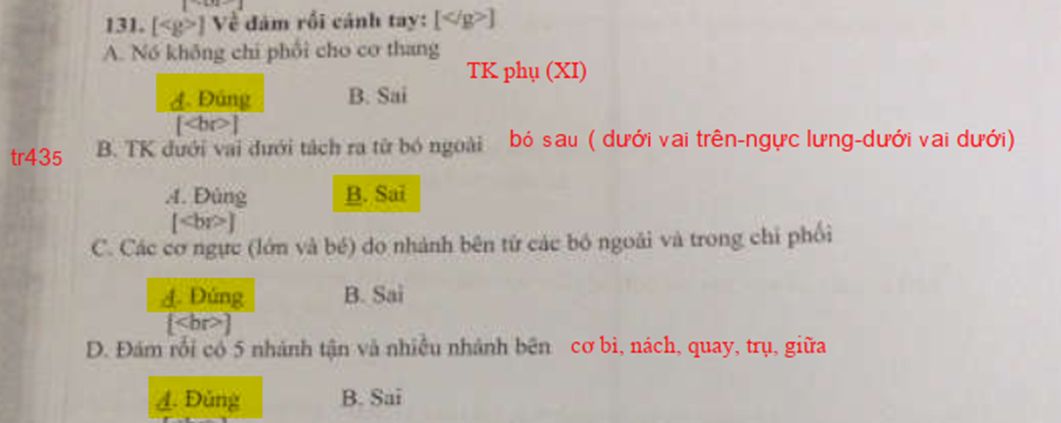 131. [<g>] Về đám rối cánh tay: [</g>]
A. Nó không chi phối cho cơ thang
TK phụ (XI)
A. Đúng B. Sai
[<br>]
B. TK dưới vai dưới tách ra từ bó ngoài bó sau ( dưới vai trên-ngực lưng-dưới vai dưới)
tr435
A. Đúng B. Sai
[<br>]
C. Các cơ ngực (lớn và bé) do nhánh bên từ các bó ngoài và trong chi phối
A. Đúng B. Sai
[<br>]
D. Đám rối có 5 nhánh tận và nhiều nhánh bên cơ bì, nách, quay, trụ, giữa
A. Đúng B. Sai